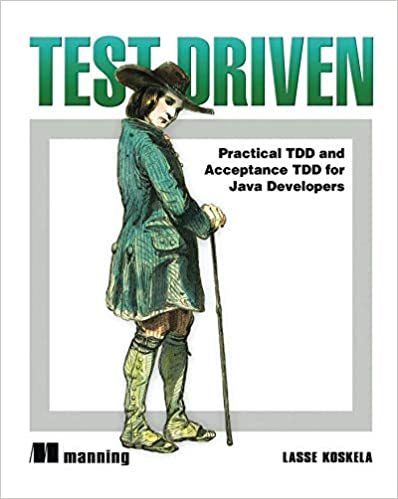 TEST DRIVEN
Practical TDD and
Acceptance TDD for
Java Developers
manning
LASSE KOSKELA